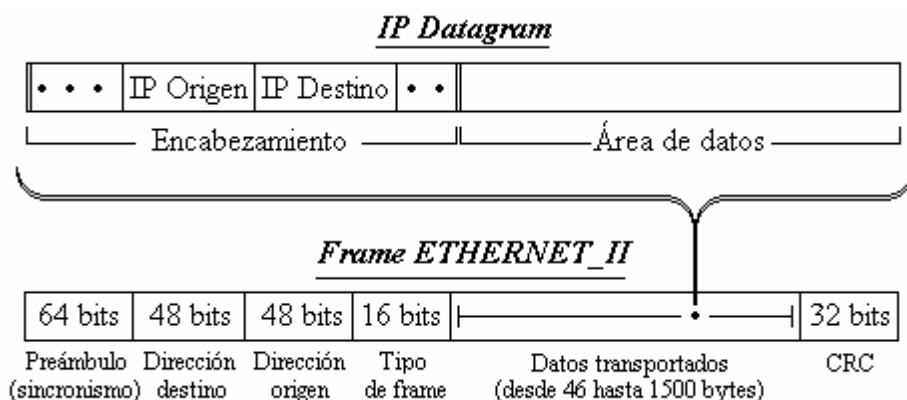 IP Datagram
• • • IP Origen IP Destino • •
Encabezamiento Área de datos
Frame ETHERNET_II
64 bits 48 bits 48 bits 16 bits 32 bits
Preámbulo Dirección Dirección Tipo Datos transportados CRC
(sincronismo) destino origen de frame (desde 46 hasta 1500 bytes)